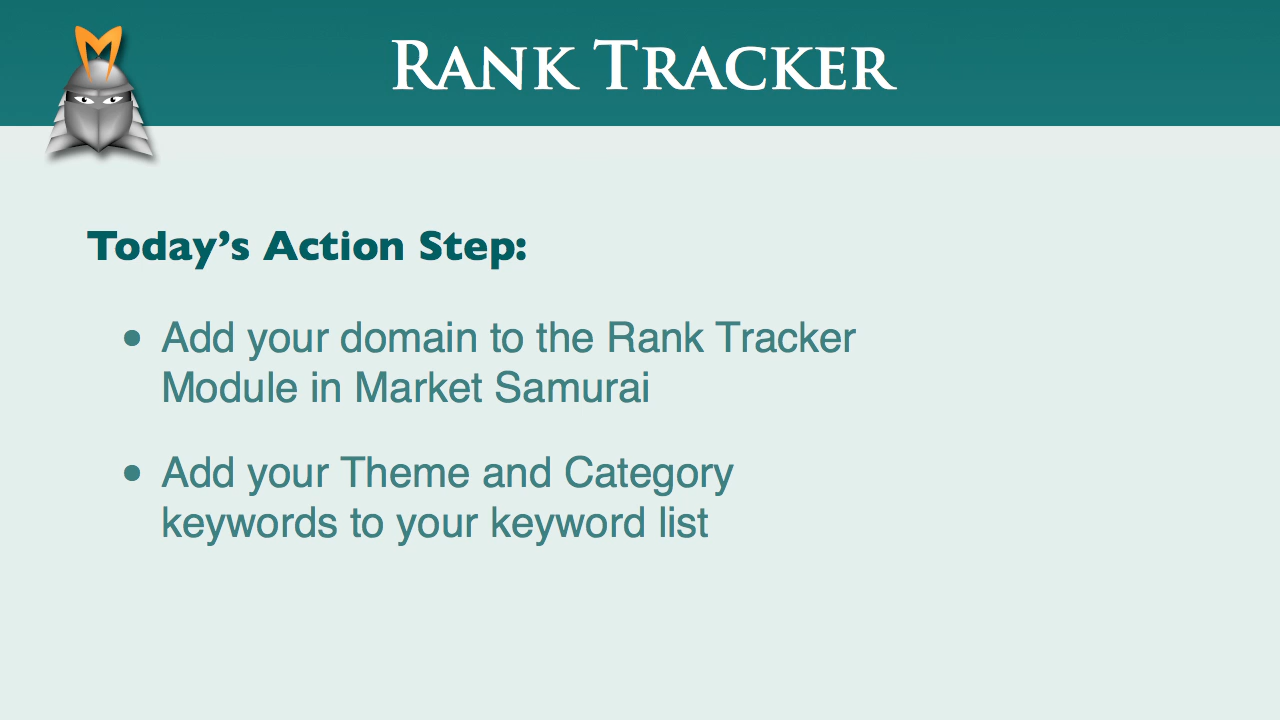 RANK TRACKER
Today’s Action Step:
• Add your domain to the Rank Tracker
Module in Market Samurai
• Add your Theme and Category
keywords to your keyword list